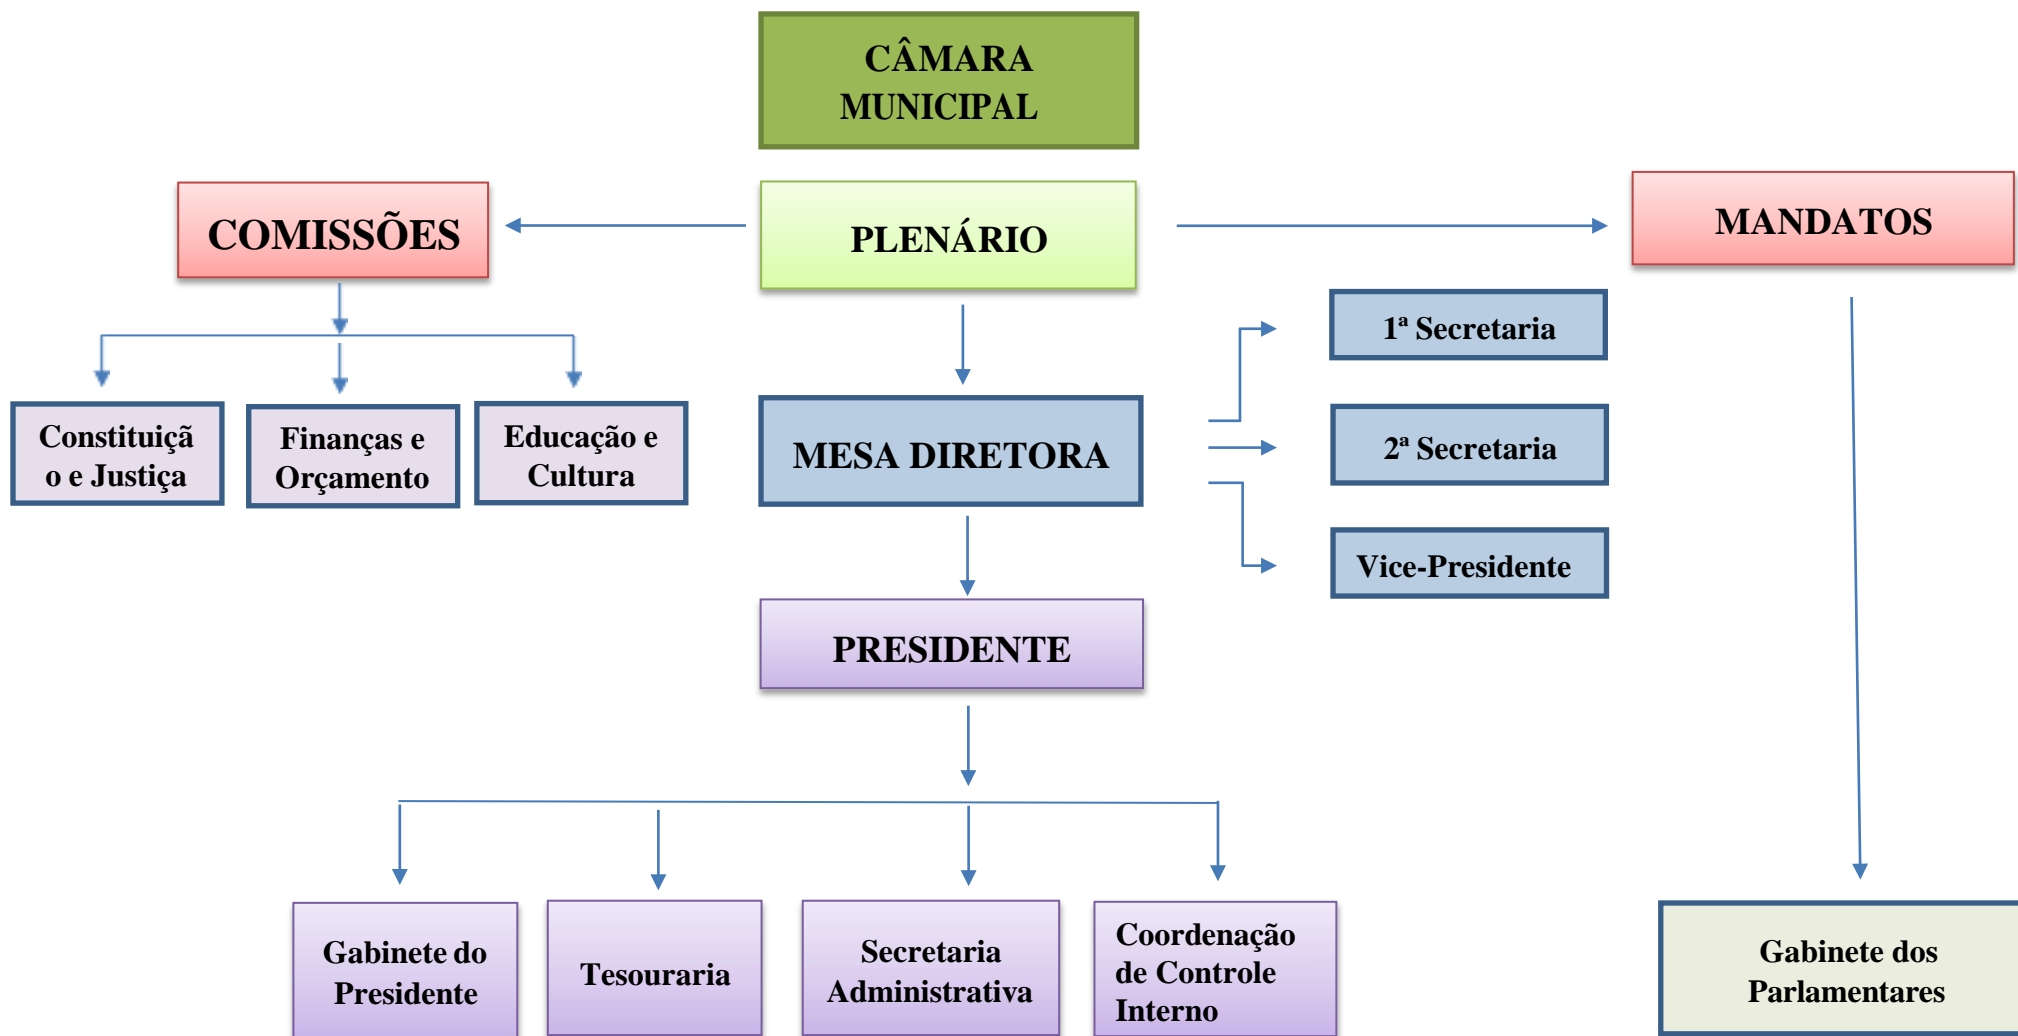 CÂMARA
MUNICIPAL
COMISSÕES
PLENÁRIO
MANDATOS
1ª Secretaria
Constituiçã
o e Justiça
Finanças e
Orçamento
Educação e
Cultura
MESA DIRETORA
2ª Secretaria
Vice-Presidente
PRESIDENTE
Gabinete do
Presidente
Tesouraria
Secretaria
Administrativa
Coordenação
de Controle
Interno
Gabinete dos
Parlamentares